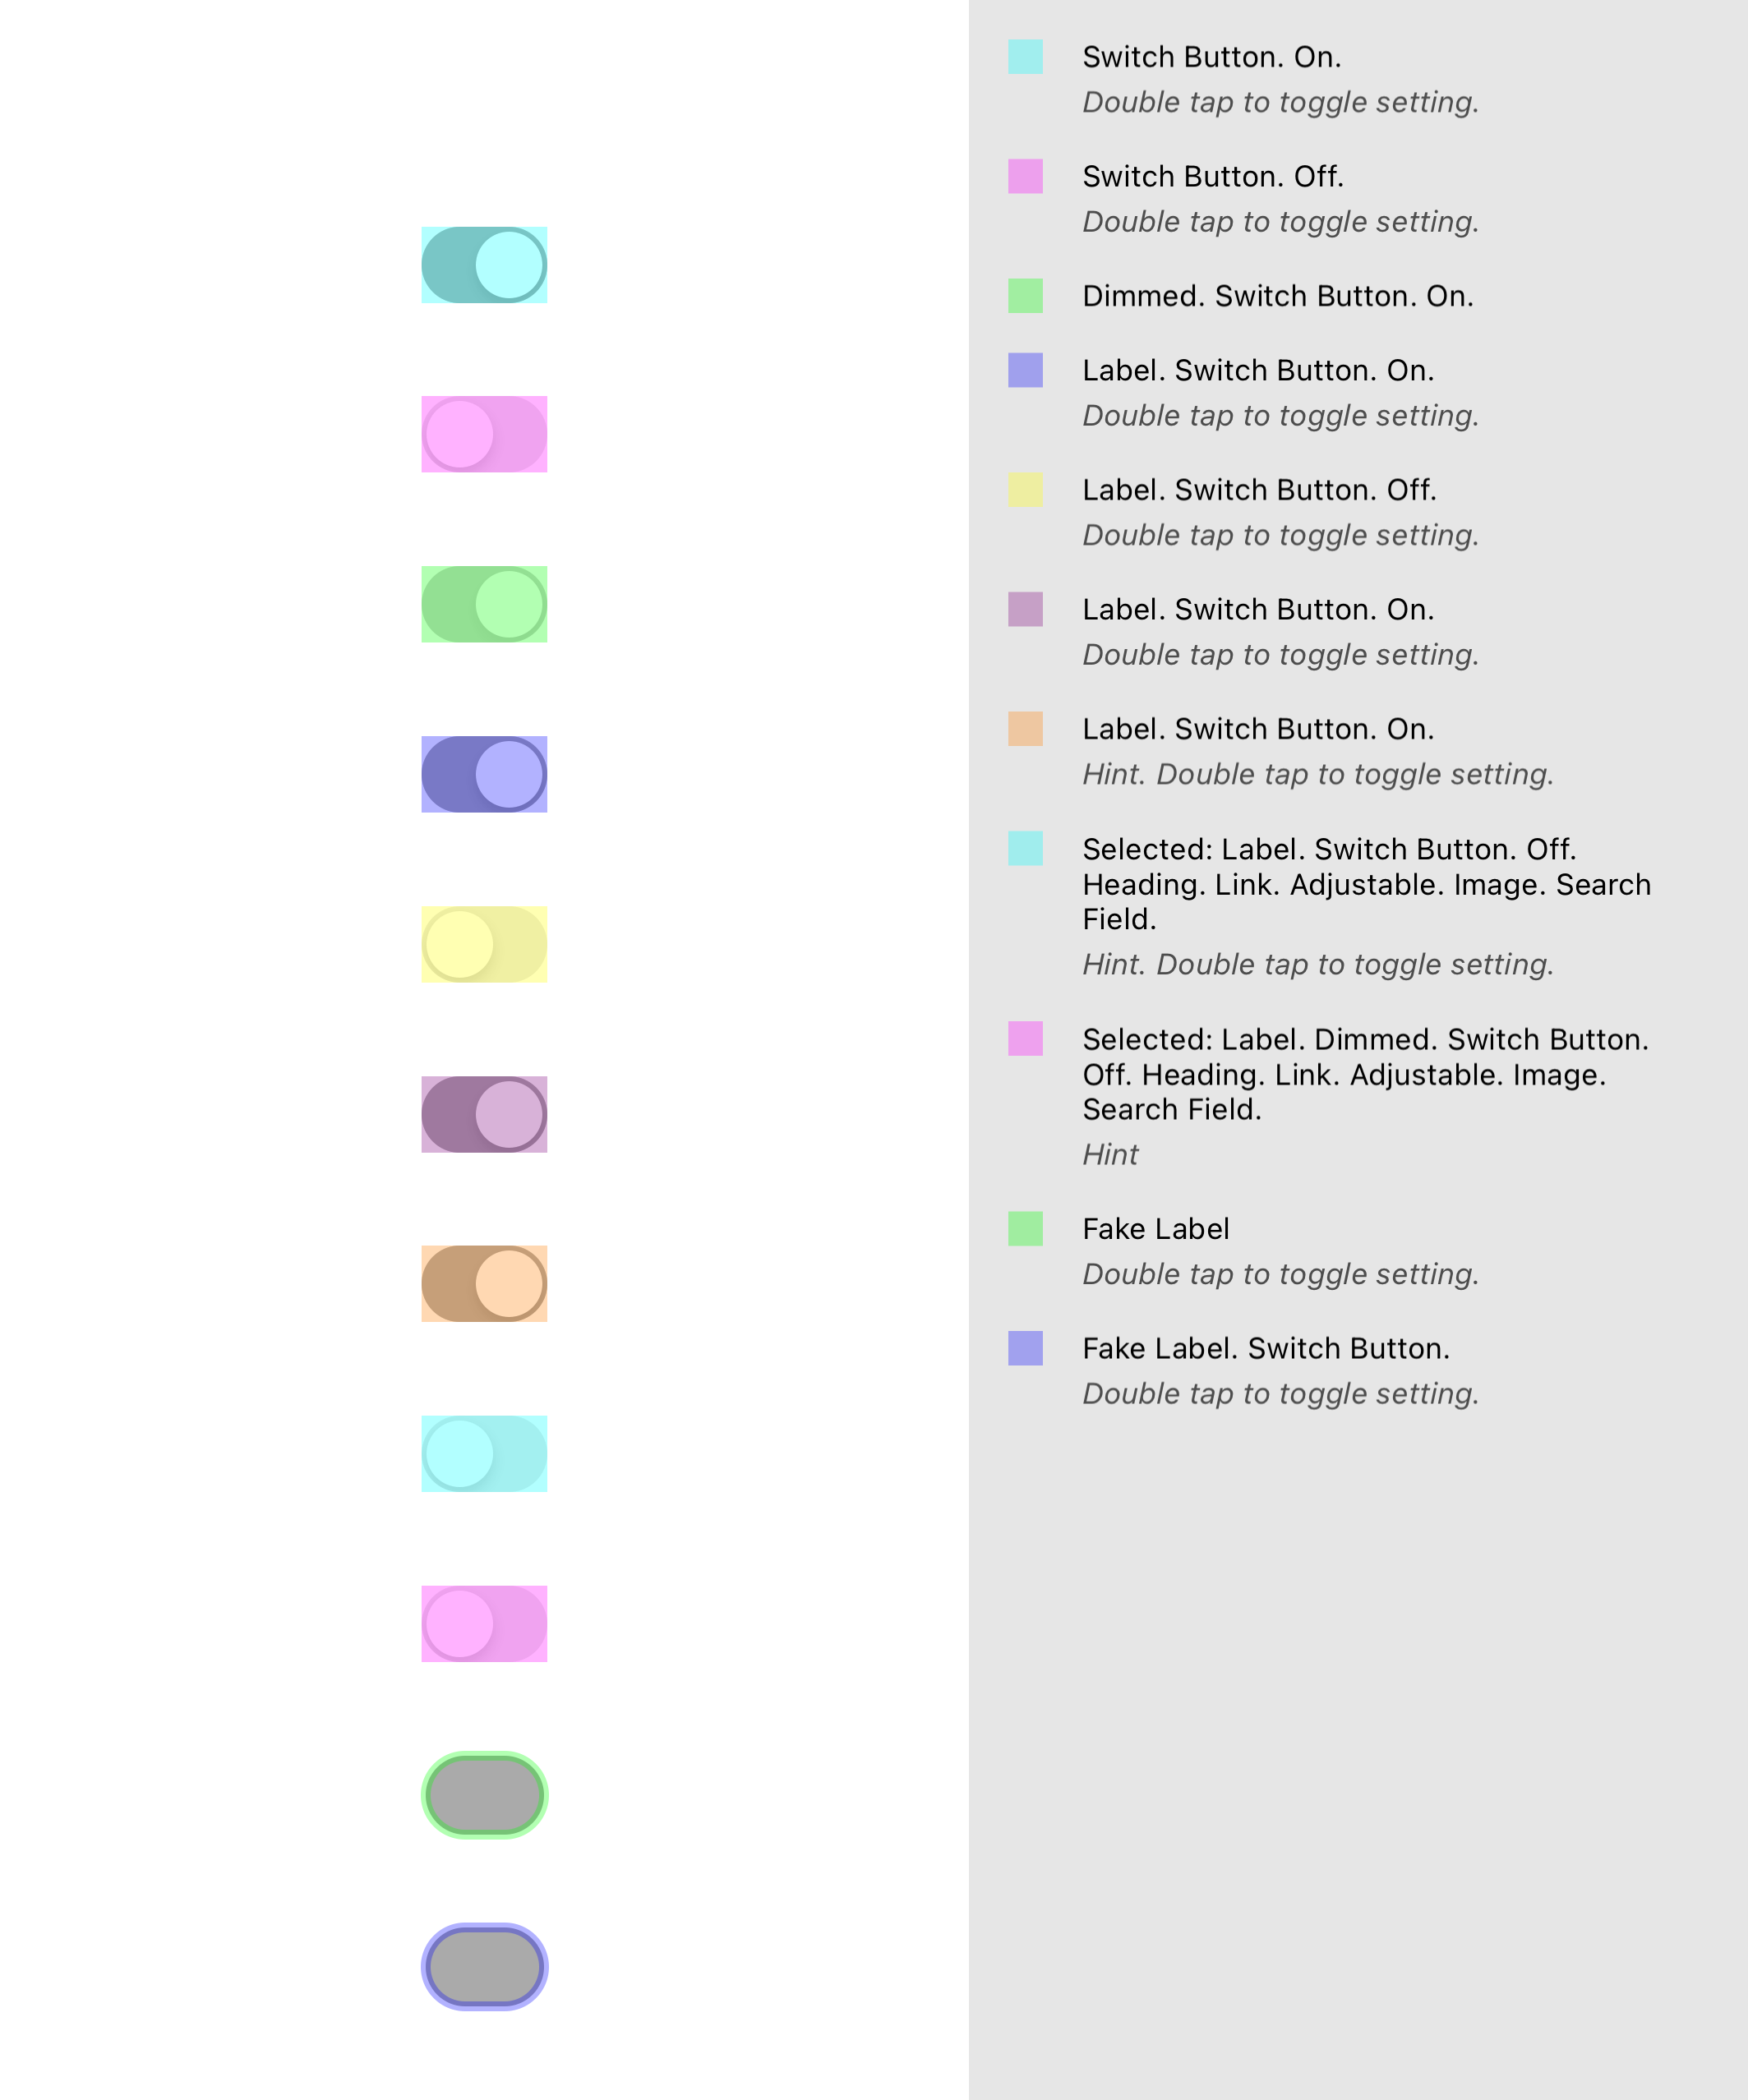 Switch Button. On.
Double tap to toggle setting.
Switch Button. Off.
Double tap to toggle setting.
Dimmed. Switch Button. On.
Label. Switch Button. On.
Double tap to toggle setting.
Label. Switch Button. Off.
Double tap to toggle setting.
Label. Switch Button. On.
Double tap to toggle setting.
Label. Switch Button. On.
Hint. Double tap to toggle setting.
Selected: Label. Switch Button. Off.
Heading. Link. Adjustable. Image. Search
Field.
Hint. Double tap to toggle setting.
Selected: Label. Dimmed. Switch Button.
Off. Heading. Link. Adjustable. Image.
Search Field.
Hint
Fake Label
Double tap to toggle setting.
Fake Label. Switch Button.
Double tap to toggle setting.